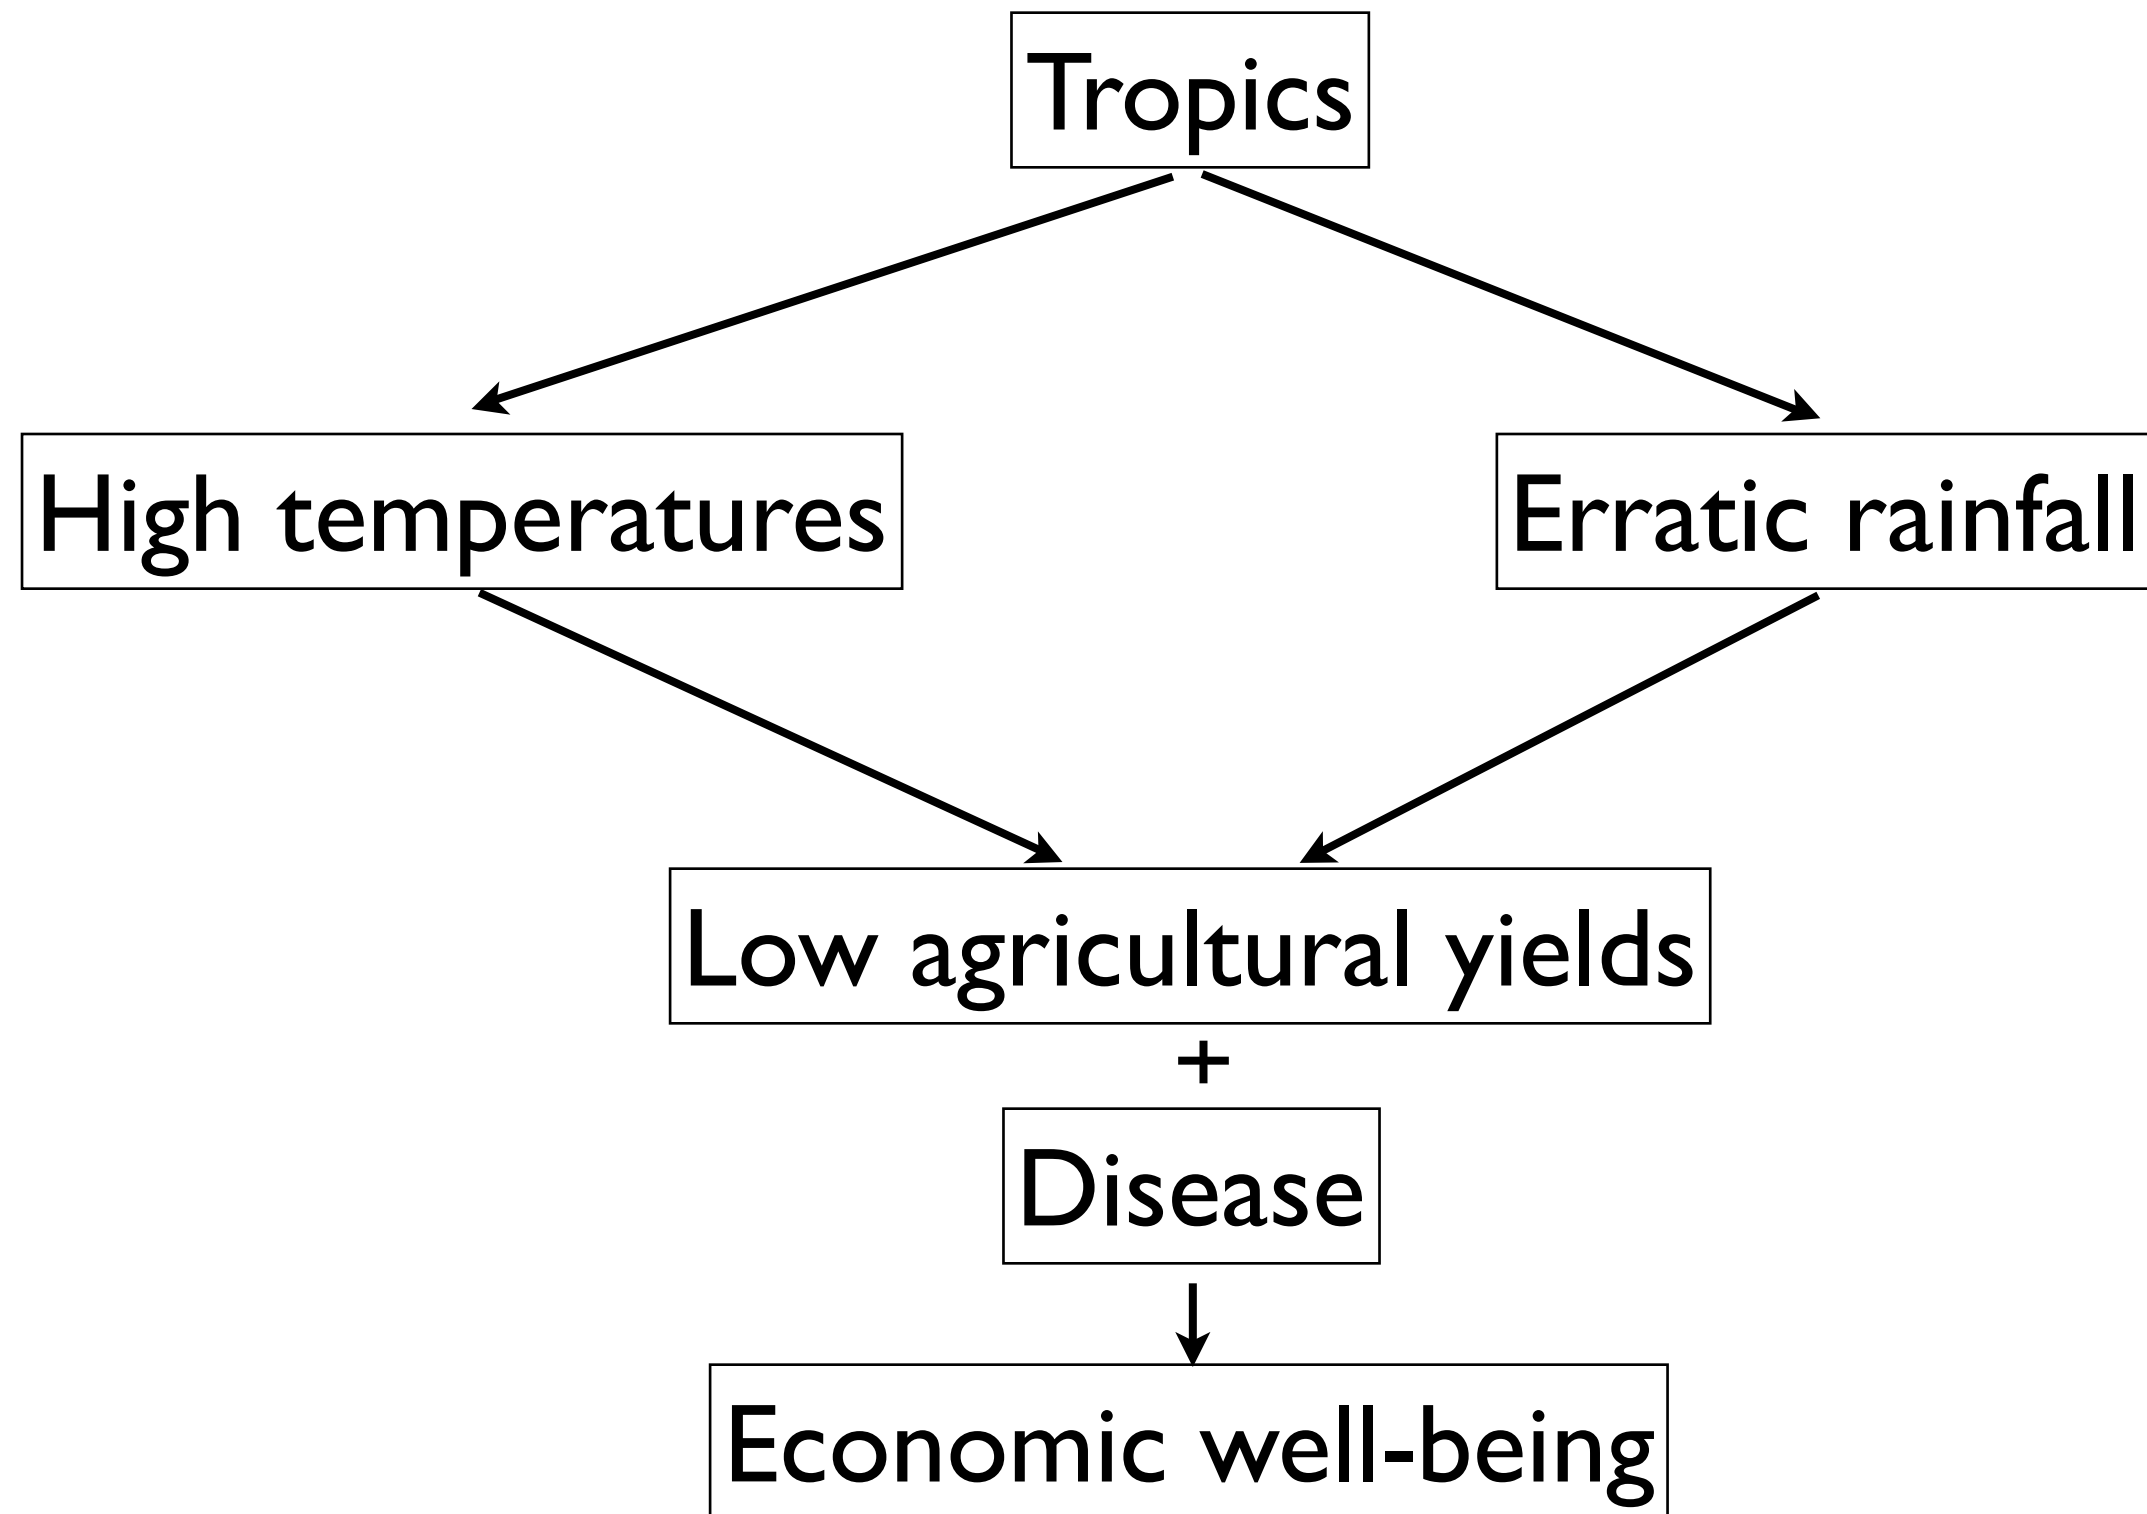 Tropics
High temperatures
Erratic rainfall
Low agricultural yields
+
Disease
Economic well-being